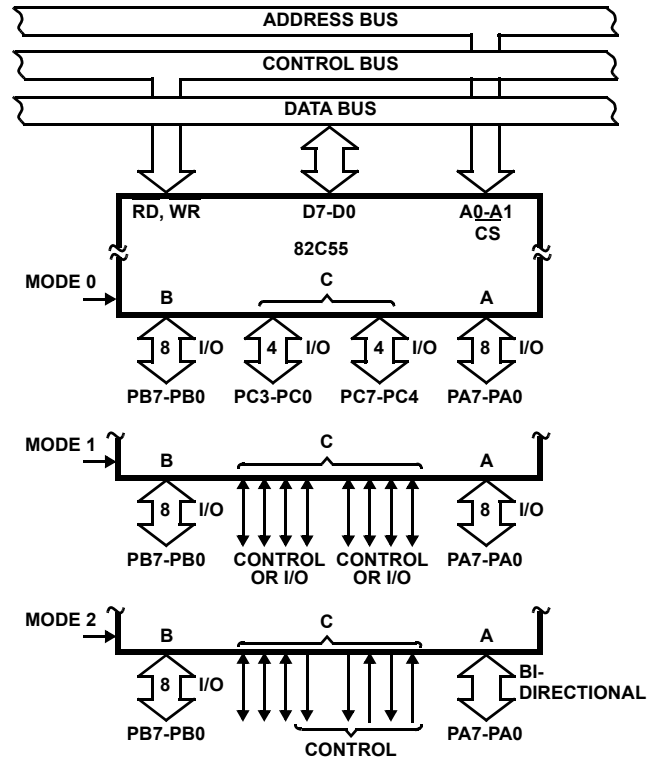 ADDRESS BUS
CONTROL BUS
DATA BUS
RD, WR D7-D0 A0-A1
CS
82C55
MODE 0
B C A
8 I/O 4 I/O 4 I/O 8 I/O
PB7-PB0 PC3-PC0 PC7-PC4 PA7-PA0
MODE 1
B C A
8 I/O 8 I/O
PB7-PB0 CONTROL CONTROL PA7-PA0
OR I/O OR I/O
MODE 2
B C A
8 I/O BI-
DIRECTIONAL
PB7-PB0 CONTROL PA7-PA0